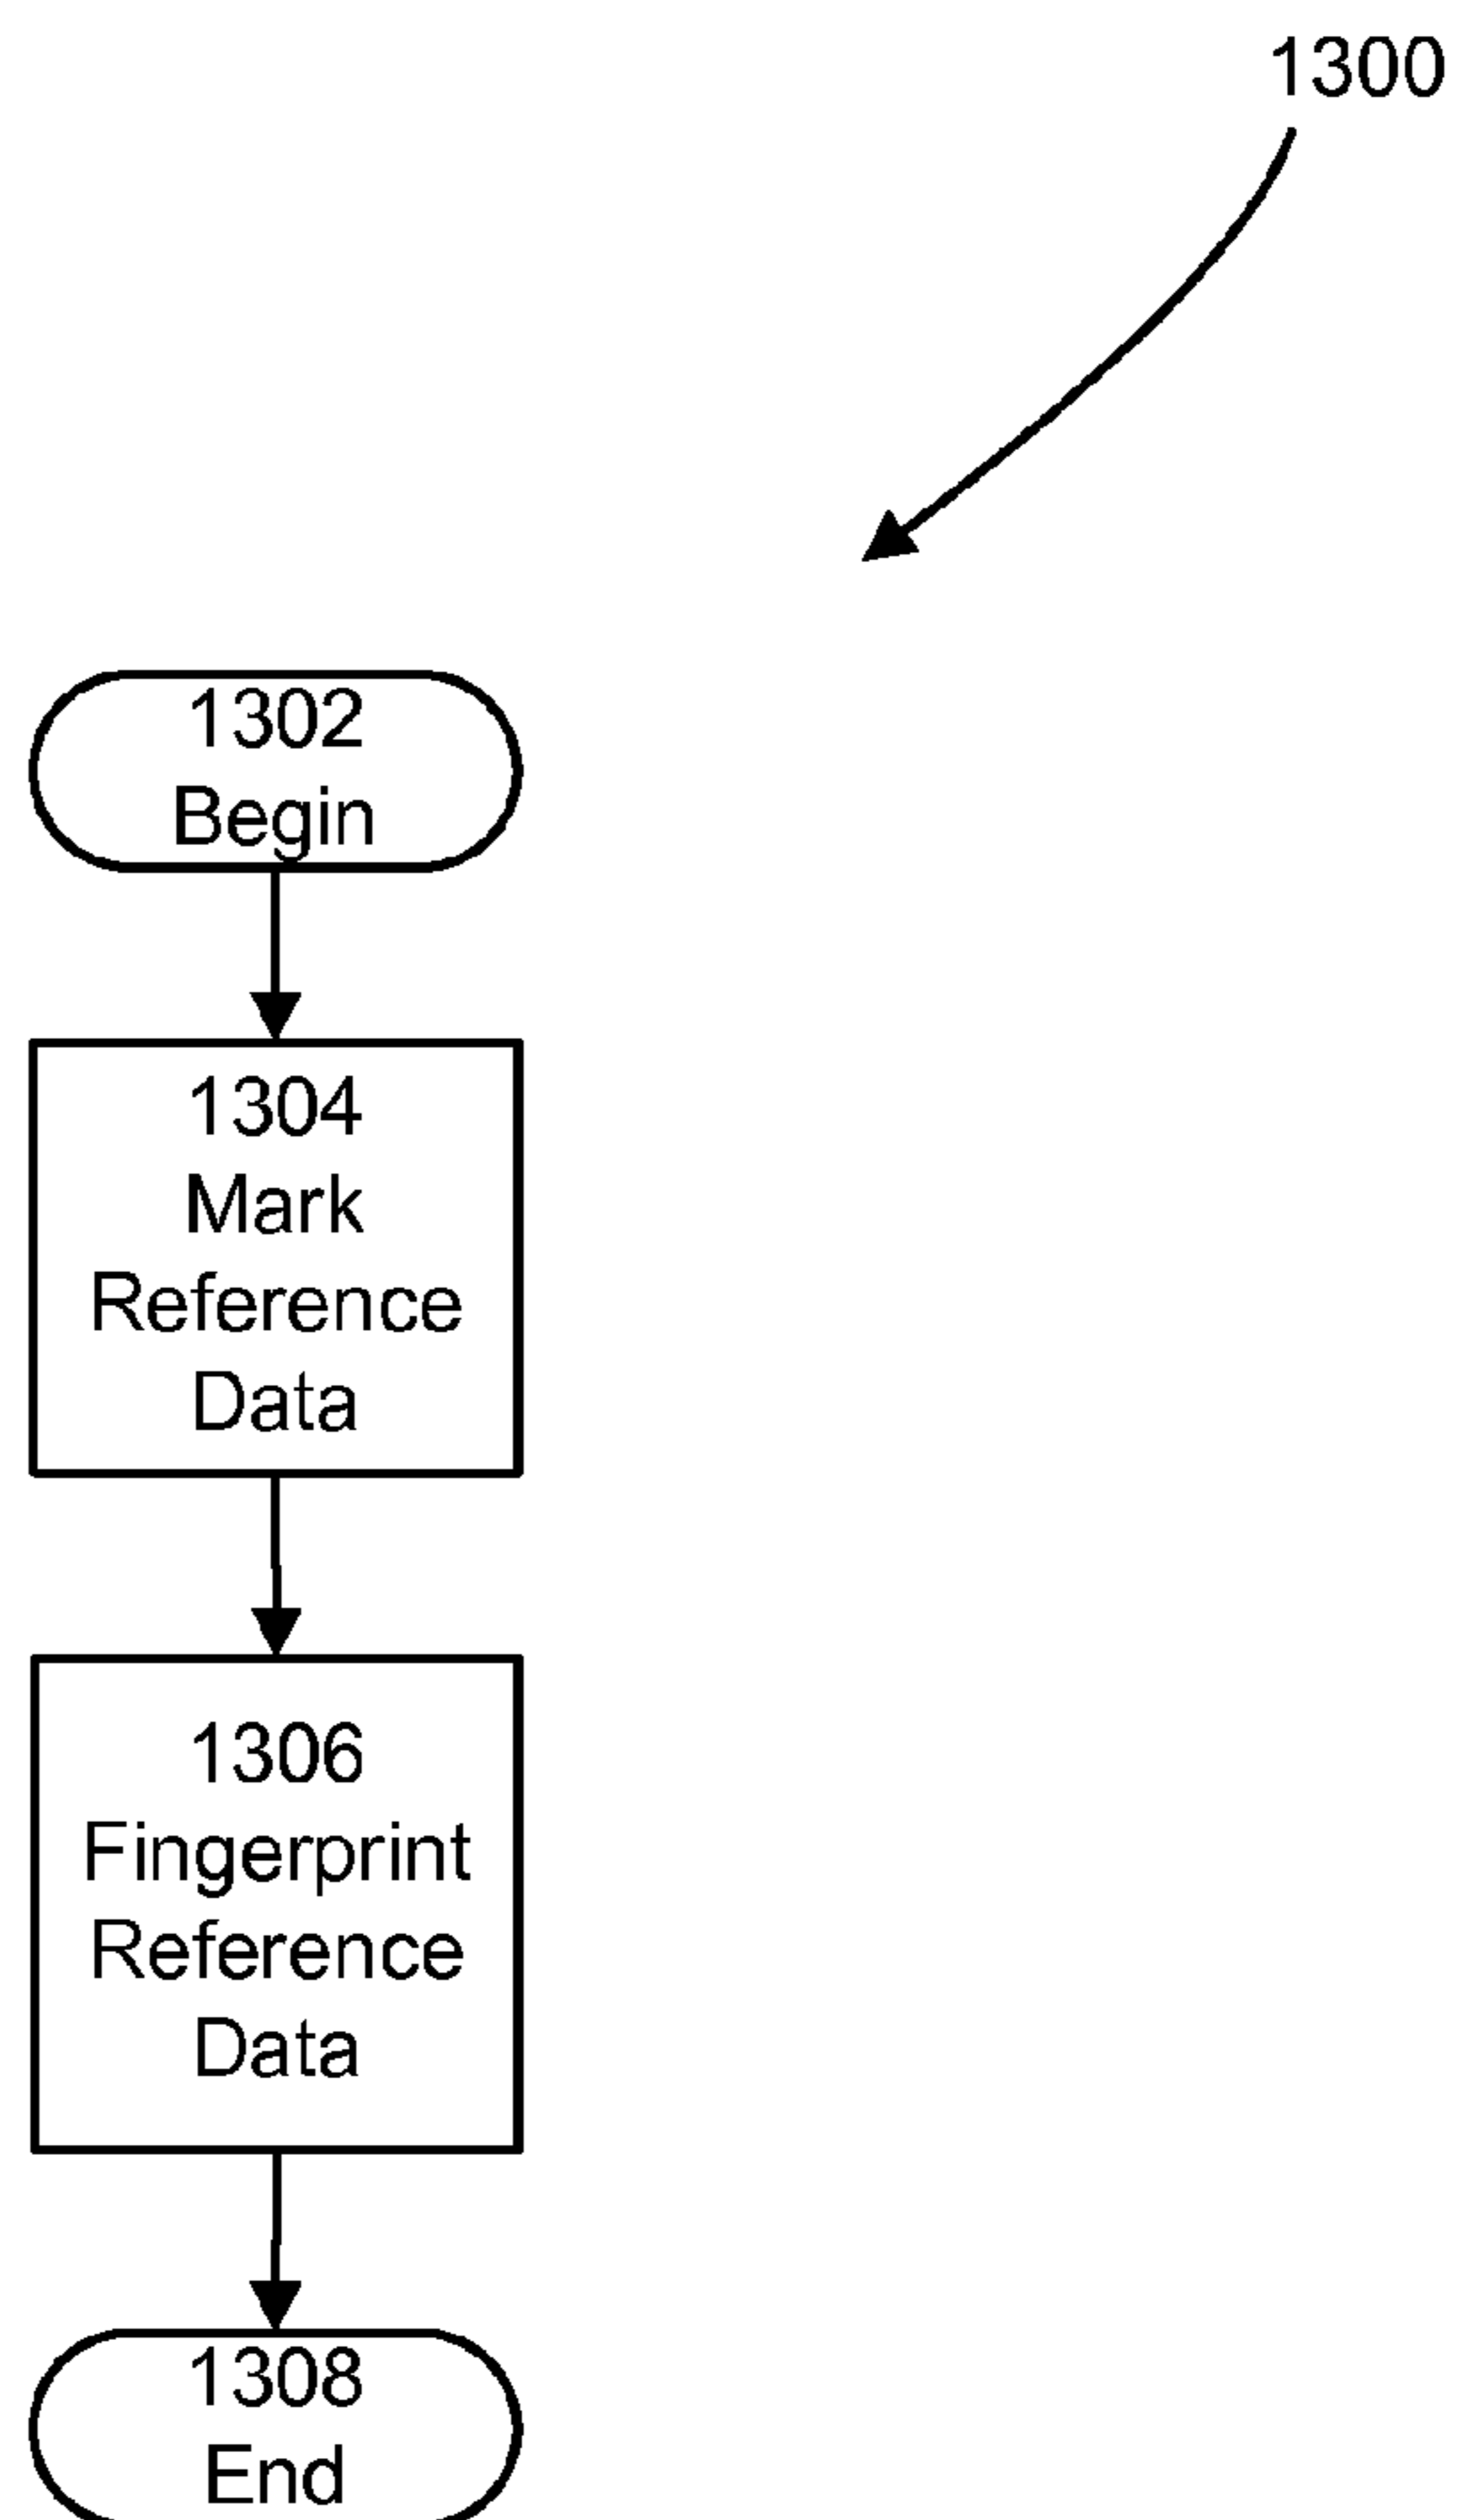 1300
1302
Begin
1304
Mark
Reference
Data
1306
Fingerprint
Reference
Data
1308
End